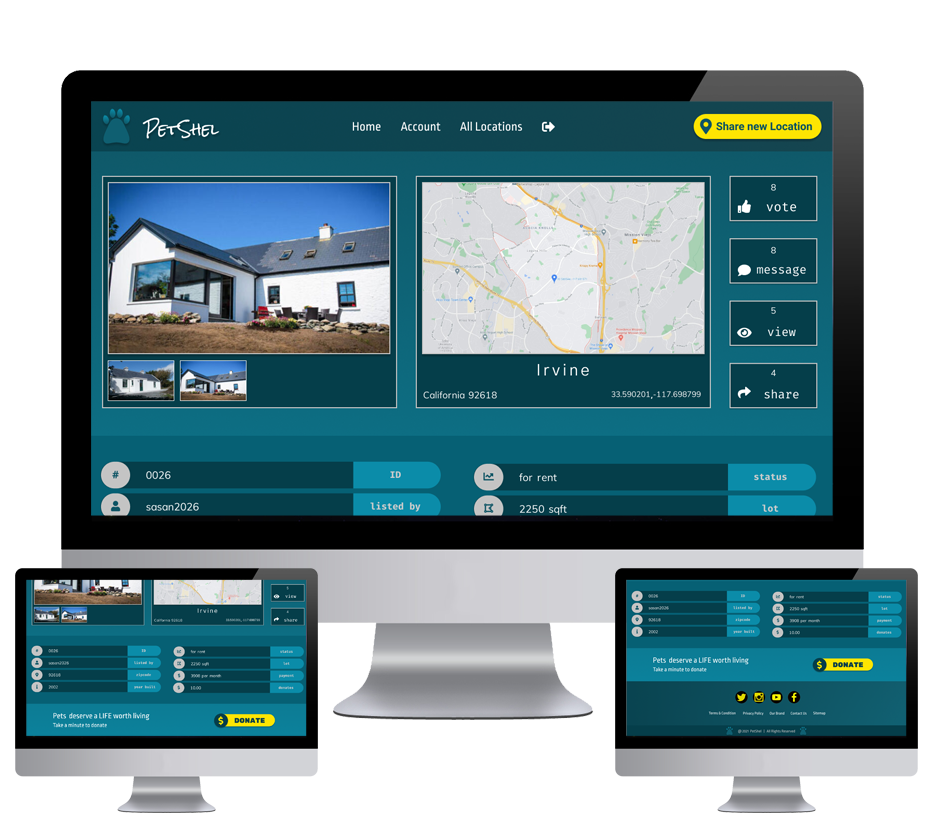 PetShel
Home Account All Locations
Share new Location
8
vote
8
message
5
view
4
share
Irvine
California 92618 33.590201,-117.698799
# 0026 ID
for rent status
sasan2026 listed by
2250 sqft lot
5
view
4
share
Irvine
California 92618
# 0026 ID
for rent status
sasan2026 listed by
2250 sqft lot
92618 zipcode
$ 3908 per month payment
2002 year built
$ 10.00 donates
Pets deserve a LIFE worth living
Take a minute to donate
$ DONATE
# 0026 ID
for rent status
sasan2026 listed by
2250 sqft lot
92618 zipcode
$ 3908 per month payment
2002 year built
$ 10.00 donates
Pets deserve a LIFE worth living
Take a minute to donate
$ DONATE
Terms & Condition Privacy Policy Our Brand Contact Us Sitemap
@ 2021 PetShel | All Rights Reserved